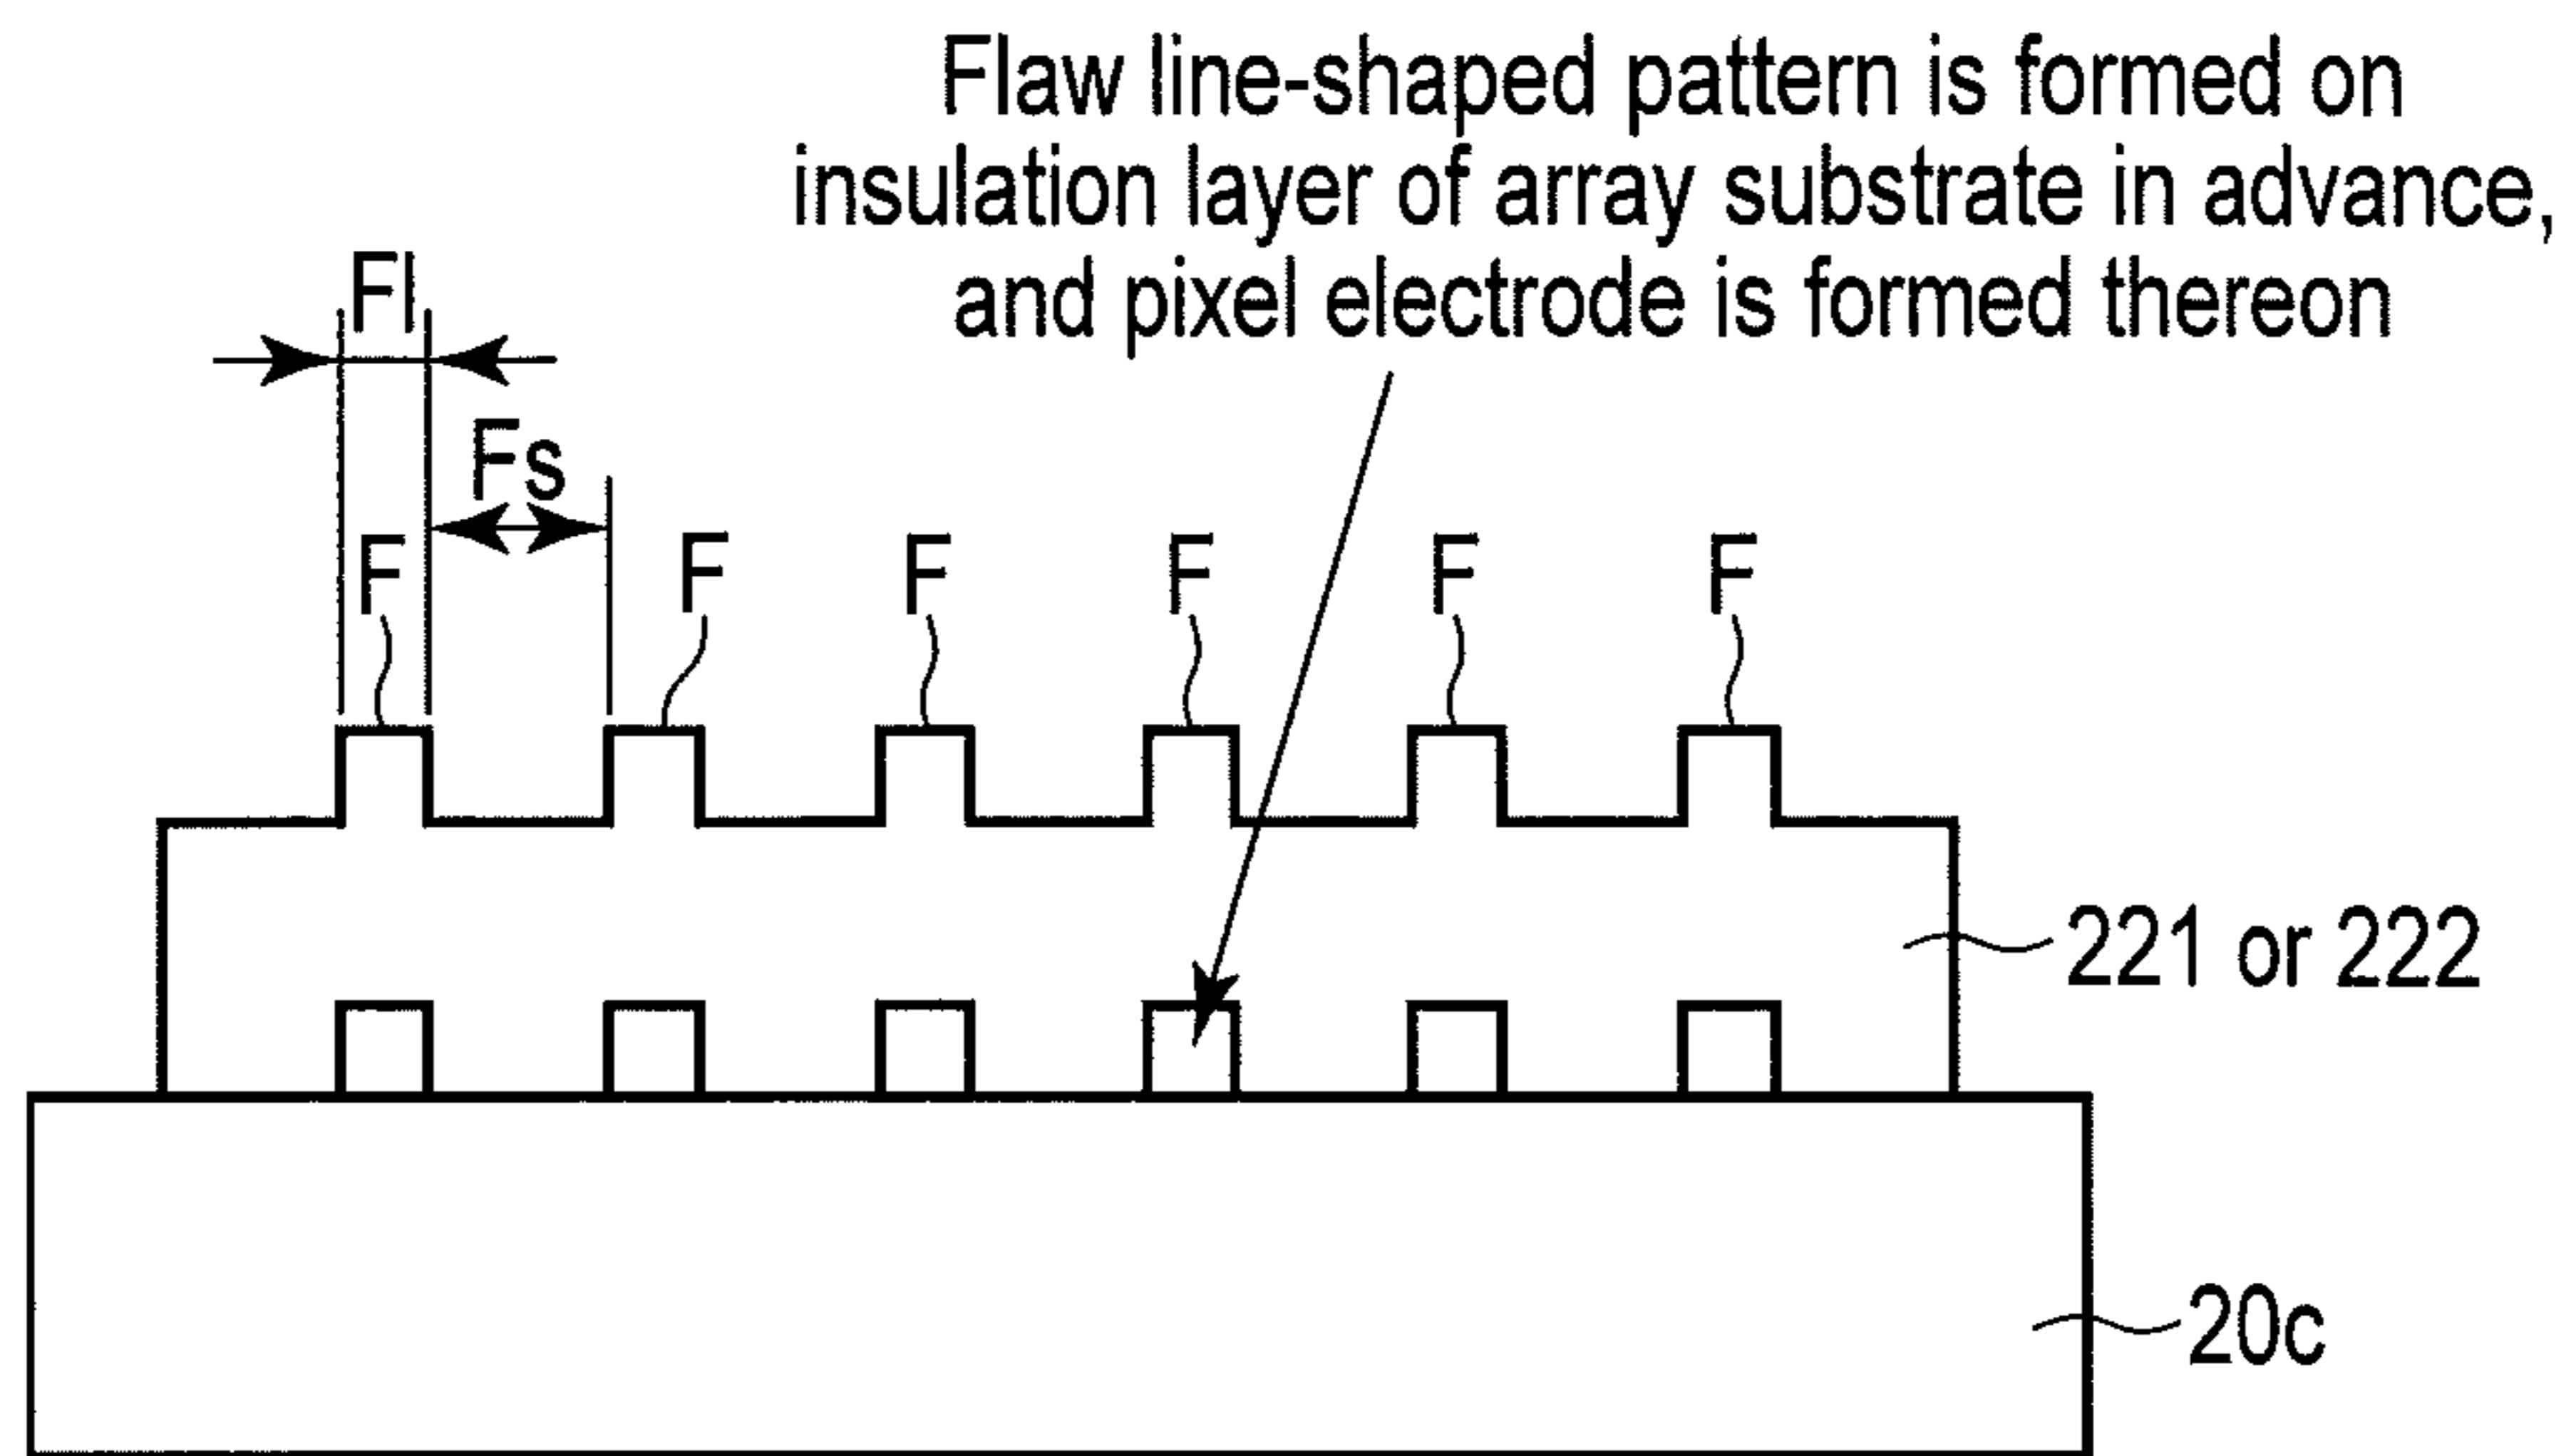 Flaw line-shaped pattern is formed on
insulation layer of array substrate in advance,
and pixel electrode is formed thereon
Fl
Fs
F F F F F F
221 or 222
20c